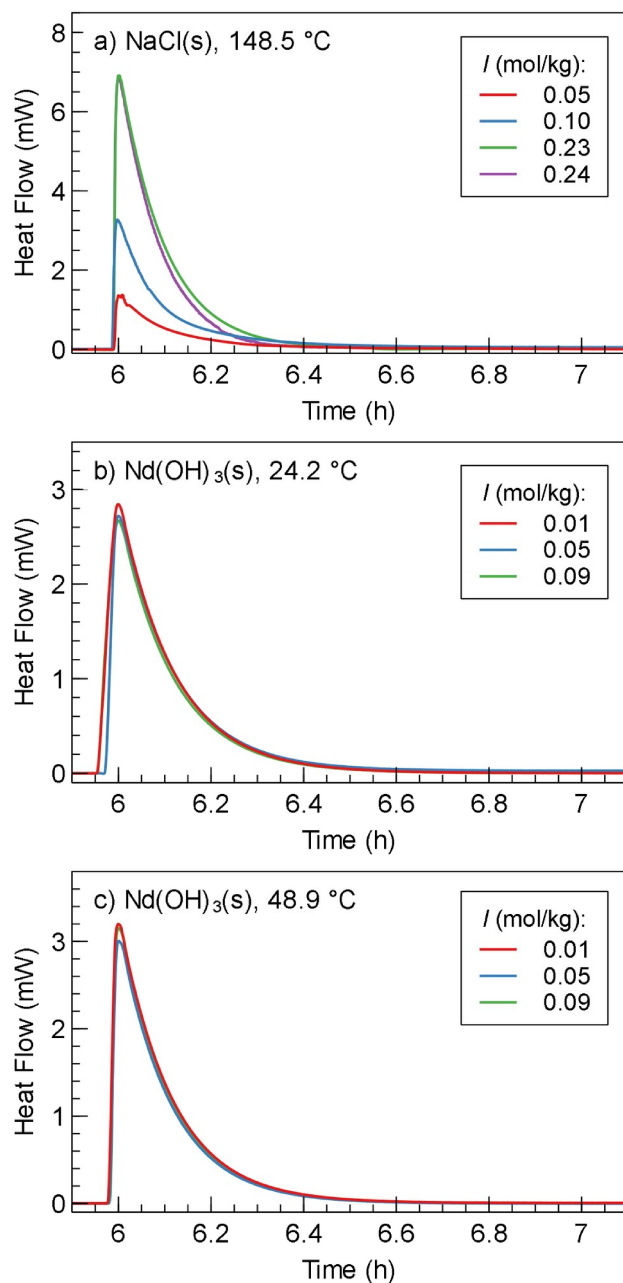 a) NaCl(s), 148.5 °C
I (mol/kg):
0.05
0.10
0.23
0.24
8
6
4
2
0
Heat Flow (mW)
6 6.2 6.4 6.6 6.8 7
Time (h)
b) Nd(OH)₃(s), 24.2 °C
I (mol/kg):
0.01
0.05
0.09
3
2
1
0
Heat Flow (mW)
6 6.2 6.4 6.6 6.8 7
Time (h)
c) Nd(OH)₃(s), 48.9 °C
I (mol/kg):
0.01
0.05
0.09
3
2
1
0
Heat Flow (mW)
6 6.2 6.4 6.6 6.8 7
Time (h)